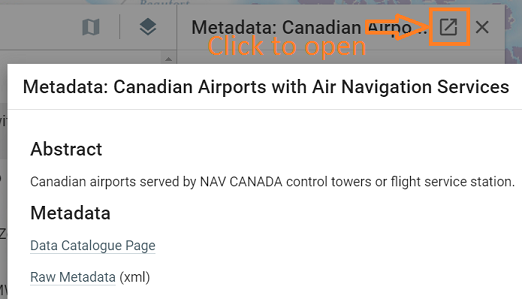 Metadata: Canadian Airpo...
Click to open
Metadata: Canadian Airports with Air Navigation Services
Abstract
Canadian airports served by NAV CANADA control towers or flight service station.
Metadata
Data Catalogue Page
Raw Metadata (xml)